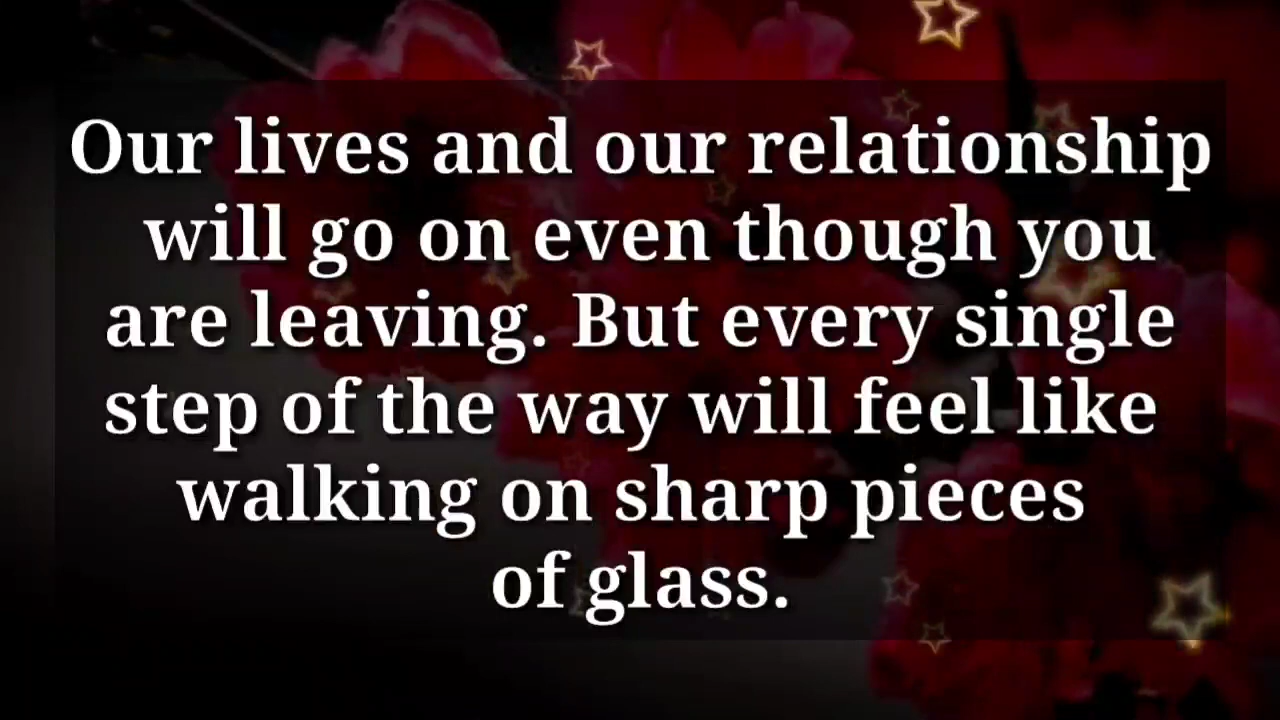 Our lives and our relationship
will go on even though you
are leaving. But every single
step of the way will feel like
walking on sharp pieces
of glass.